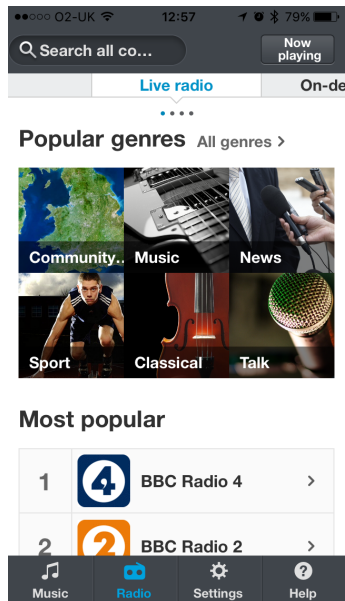 O2-UK 12:57 79%
Search all co...
Now
playing
Live radio
On-de
Popular genres All genres >
Community.. Music News
Sport Classical Talk
Most popular
1 4 BBC Radio 4 >
2 2 BBC Radio 2 >
Music Radio Settings ? Help